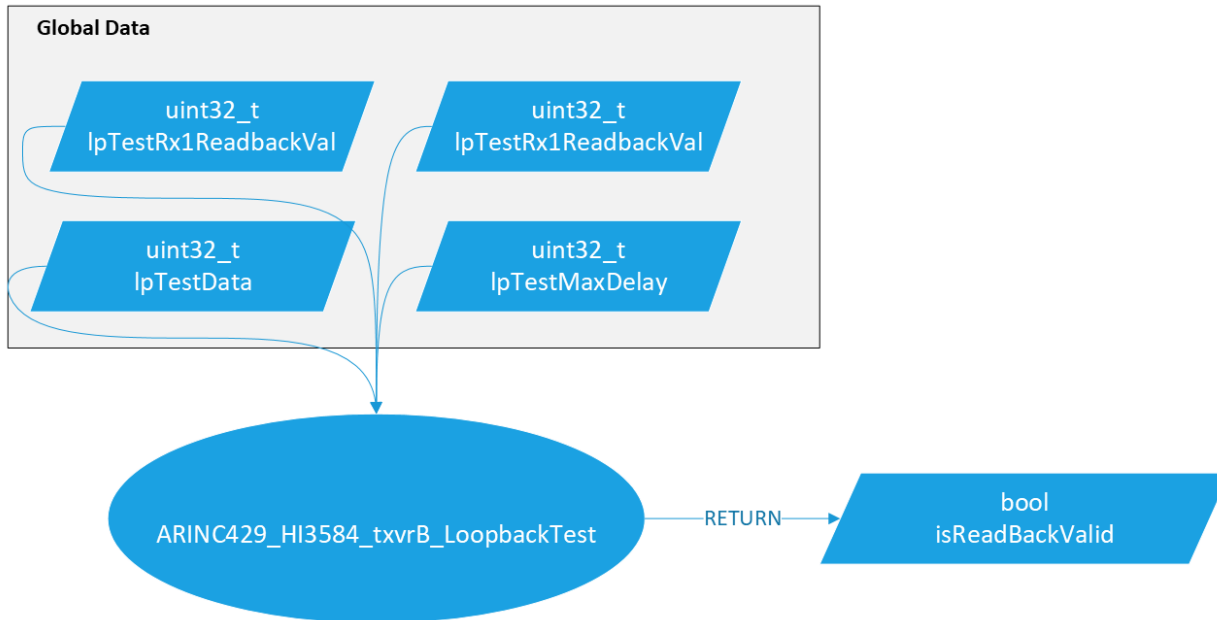 Global Data
uint32_t
lpTestRx1ReadbackVal
uint32_t
lpTestRx1ReadbackVal
uint32_t
lpTestData
uint32_t
lpTestMaxDelay
ARINC429_HI3584_txvrB_LoopbackTest
RETURN
bool
isReadBackValid